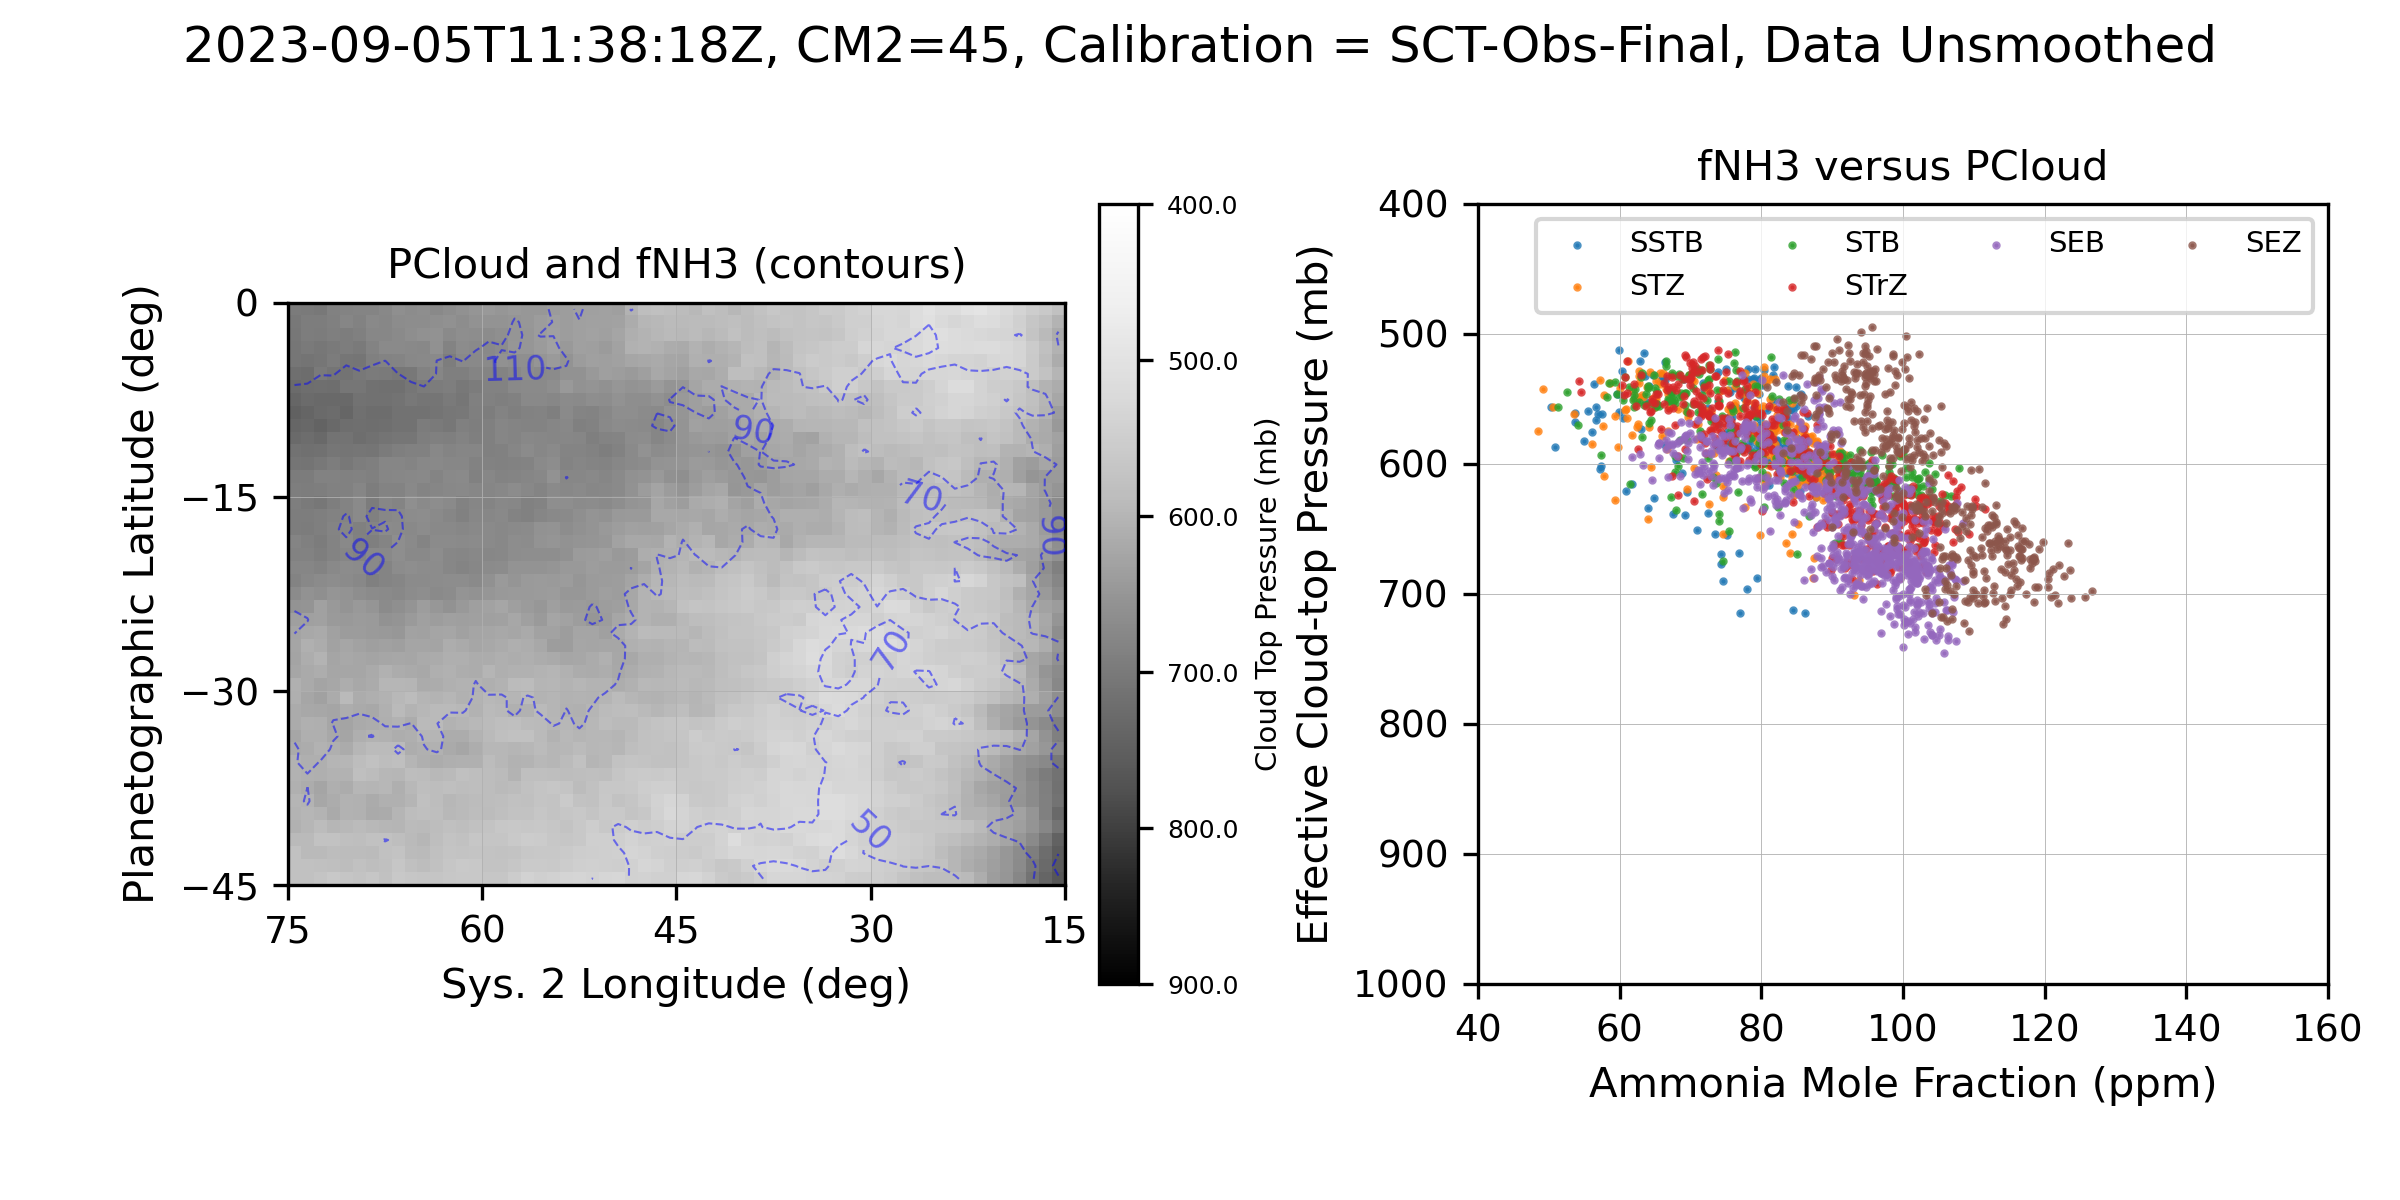 2023-09-05T11:38:18Z, CM2=45, Calibration = SCT-Obs-Final, Data Unsmoothed
PCloud and fNH3 (contours)
Planetographic Latitude (deg)
0
−15
−30
−45
75
60
45
30
15
Sys. 2 Longitude (deg)
110
90
90
70
90
70
50
400.0
500.0
600.0
700.0
800.0
900.0
Cloud Top Pressure (mb)
fNH3 versus PCloud
Effective Cloud-top Pressure (mb)
400
500
600
700
800
900
1000
SSTB
STB
SEB
SEZ
STZ
STrZ
40
60
80
100
120
140
160
Ammonia Mole Fraction (ppm)